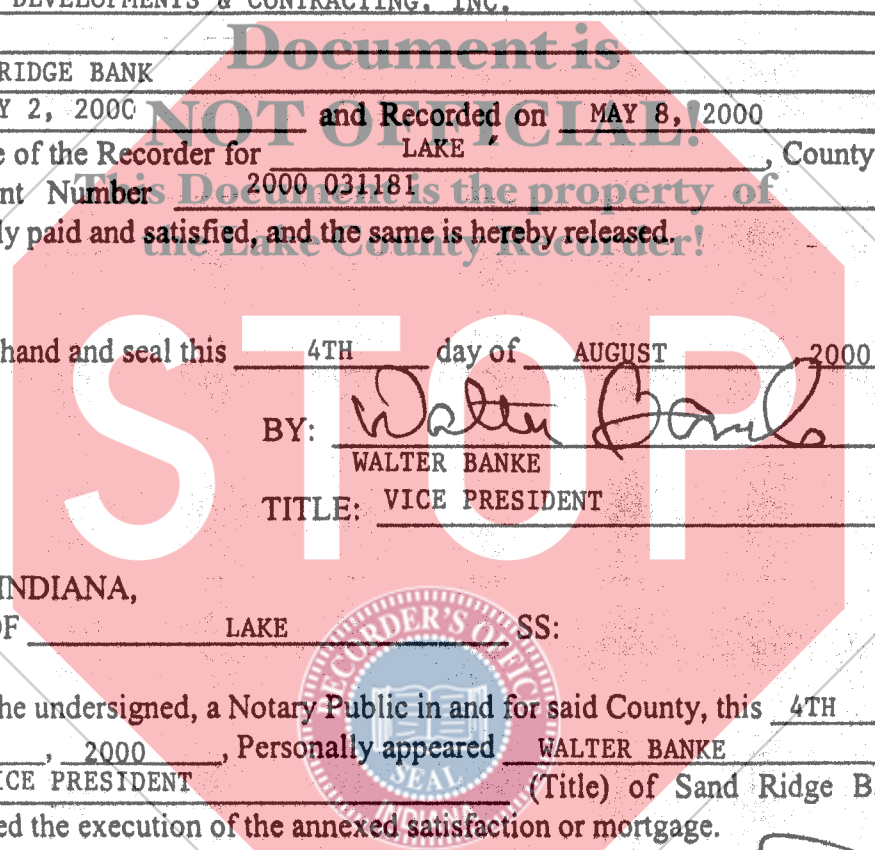 DEVELOPMENTS & CONTRACTING, INC.
Document is
RIDGE BANK
Y 2, 2000 and Recorded on MAY 8, 2000
NOT OFFICIAL!
e of the Recorder for LAKE , County
nt Number 2000 031181
This Document is the property of
ly paid and satisfied, and the same is hereby released.
the Lake County Recorder!
STOP
hand and seal this 4TH day of AUGUST 2000
BY: Walter Banke
WALTER BANKE
TITLE: VICE PRESIDENT
INDIANA,
OF LAKE SS:
RECORDER'S OFFICE
SEAL
INDIANA
he undersigned, a Notary Public in and for said County, this 4TH
, 2000 , Personally appeared WALTER BANKE
ICE PRESIDENT (Title) of Sand Ridge B
ed the execution of the annexed satisfaction or mortgage.